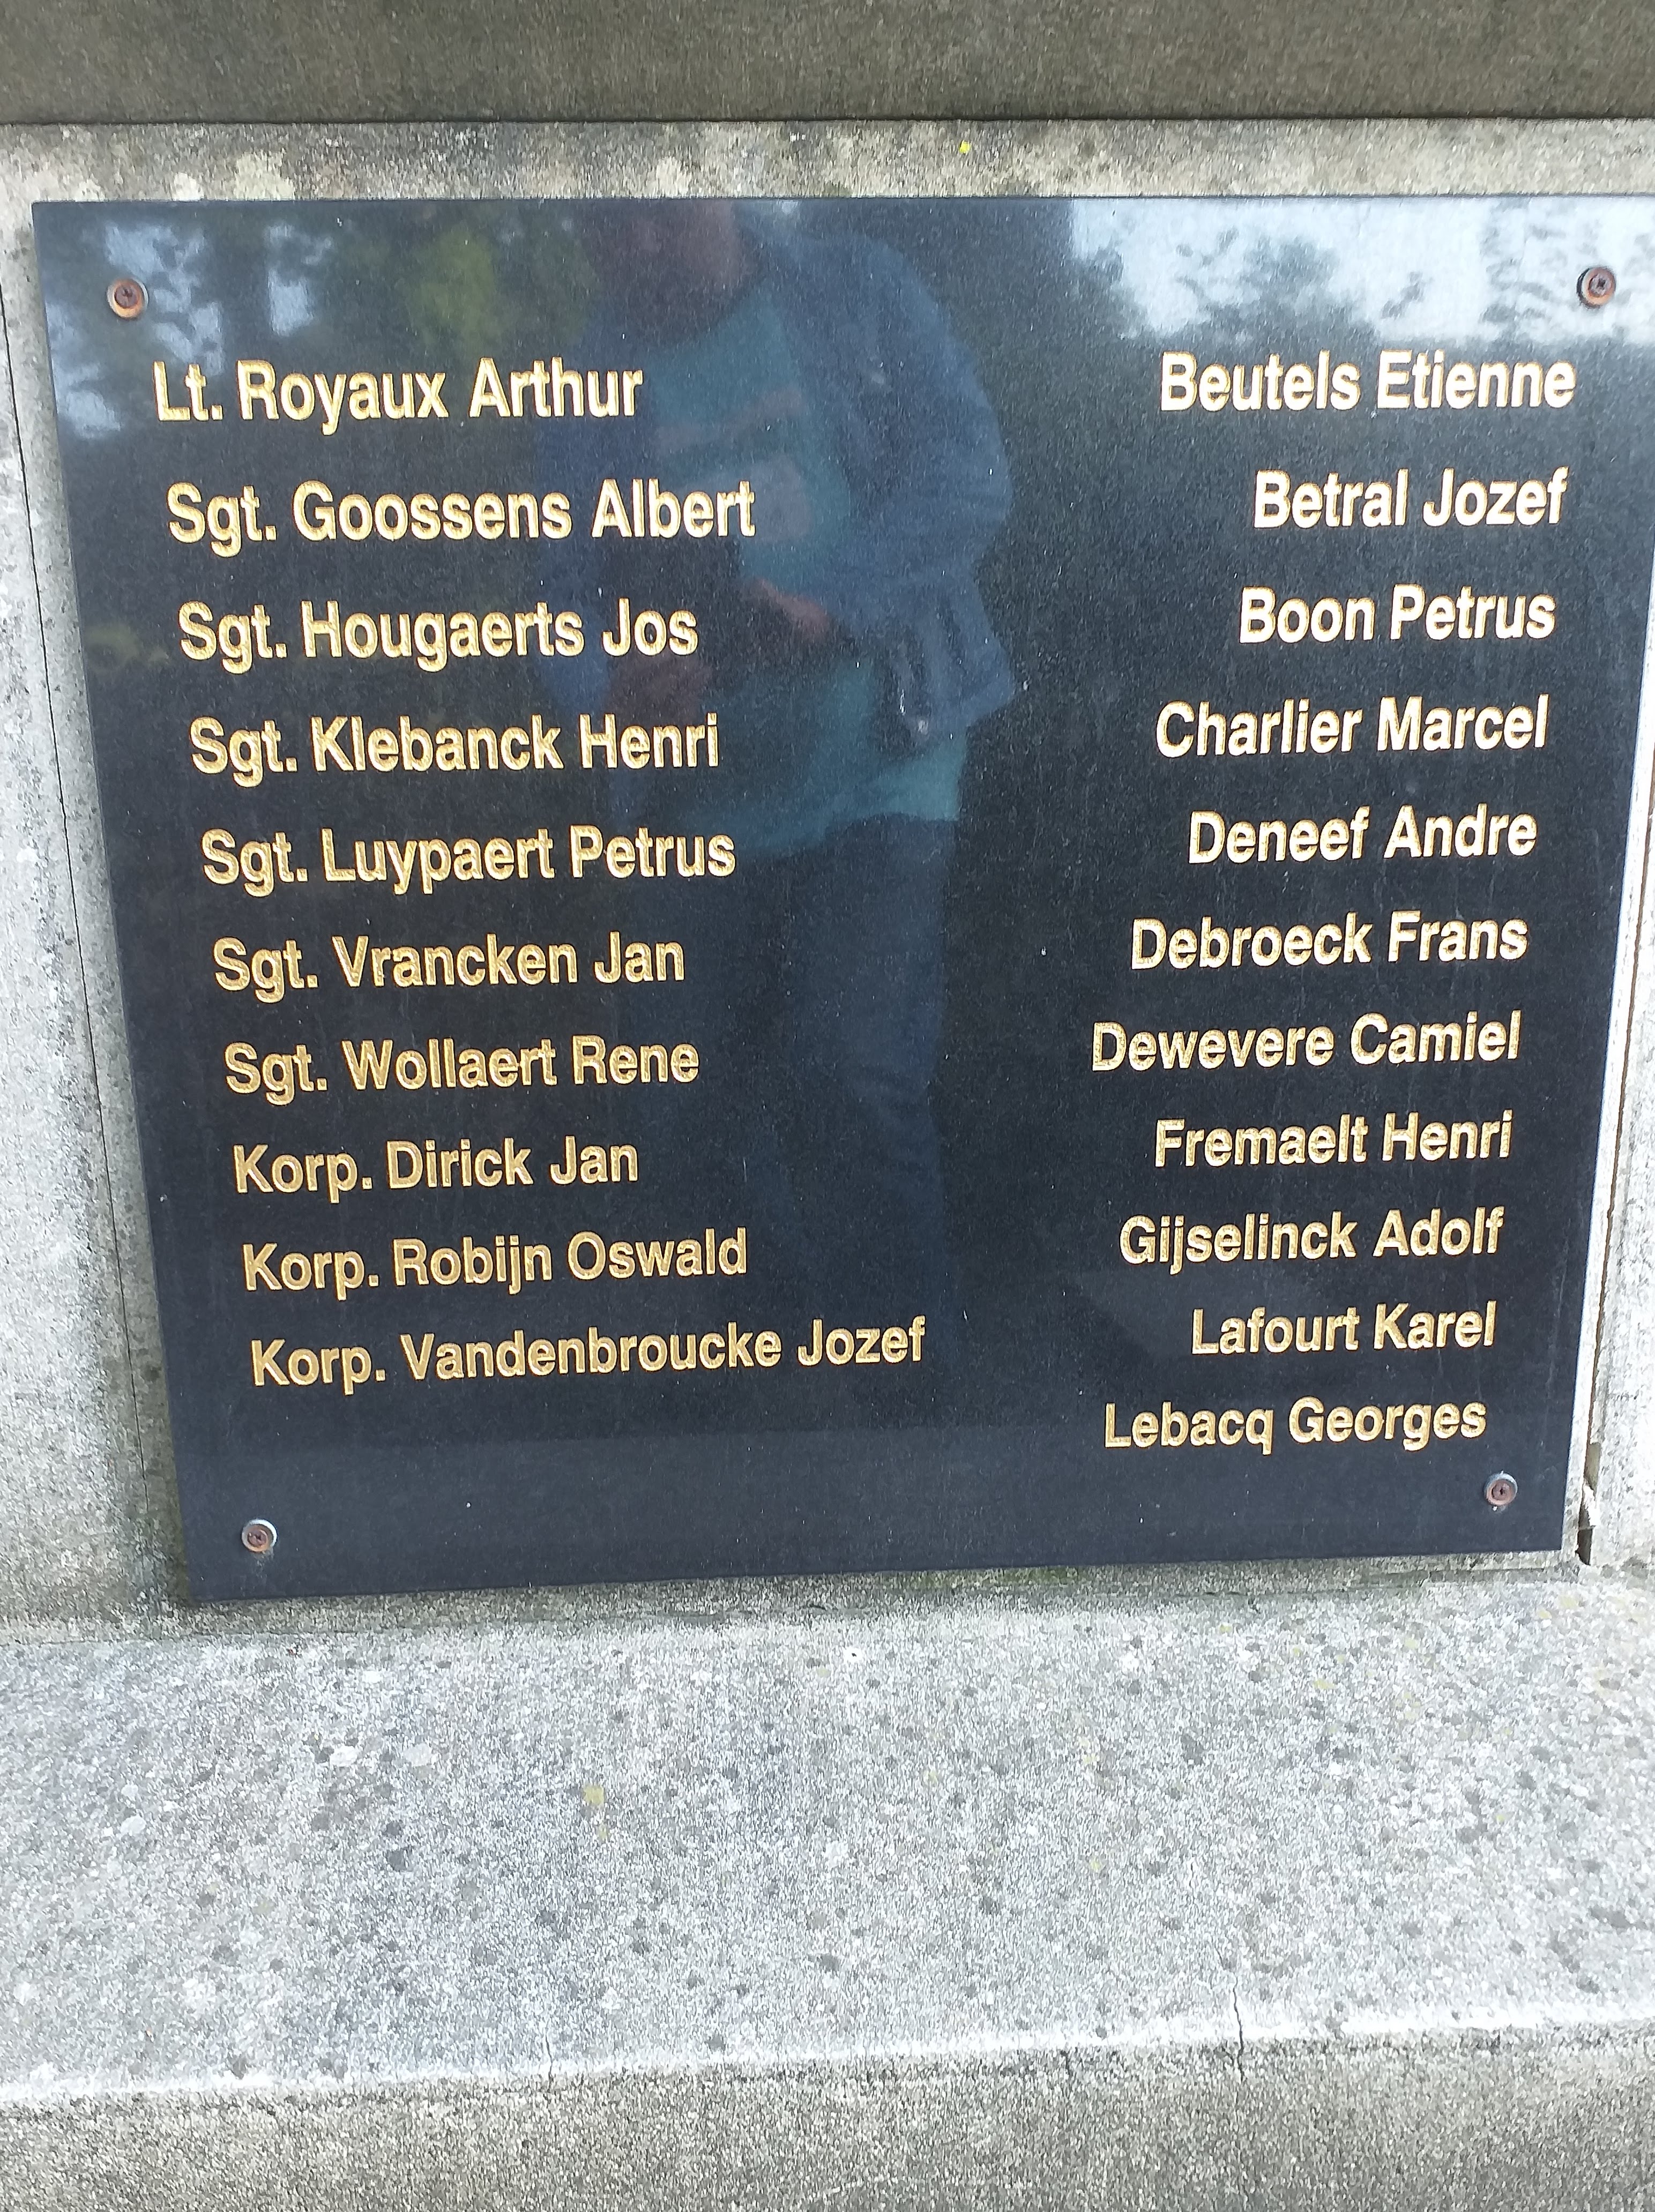 Lt. Royaux Arthur
Sgt. Goossens Albert
Sgt. Hougaerts Jos
Sgt. Klebanck Henri
Sgt. Luypaert Petrus
Sgt. Vrancken Jan
Sgt. Wollaert Rene
Korp. Dirick Jan
Korp. Robijn Oswald
Korp. Vandenbroucke Jozef
Beutels Etienne
Betral Jozef
Boon Petrus
Charlier Marcel
Deneef Andre
Debroeck Frans
Dewevere Camiel
Fremaelt Henri
Gijselinck Adolf
Lafourt Karel
Lebacq Georges